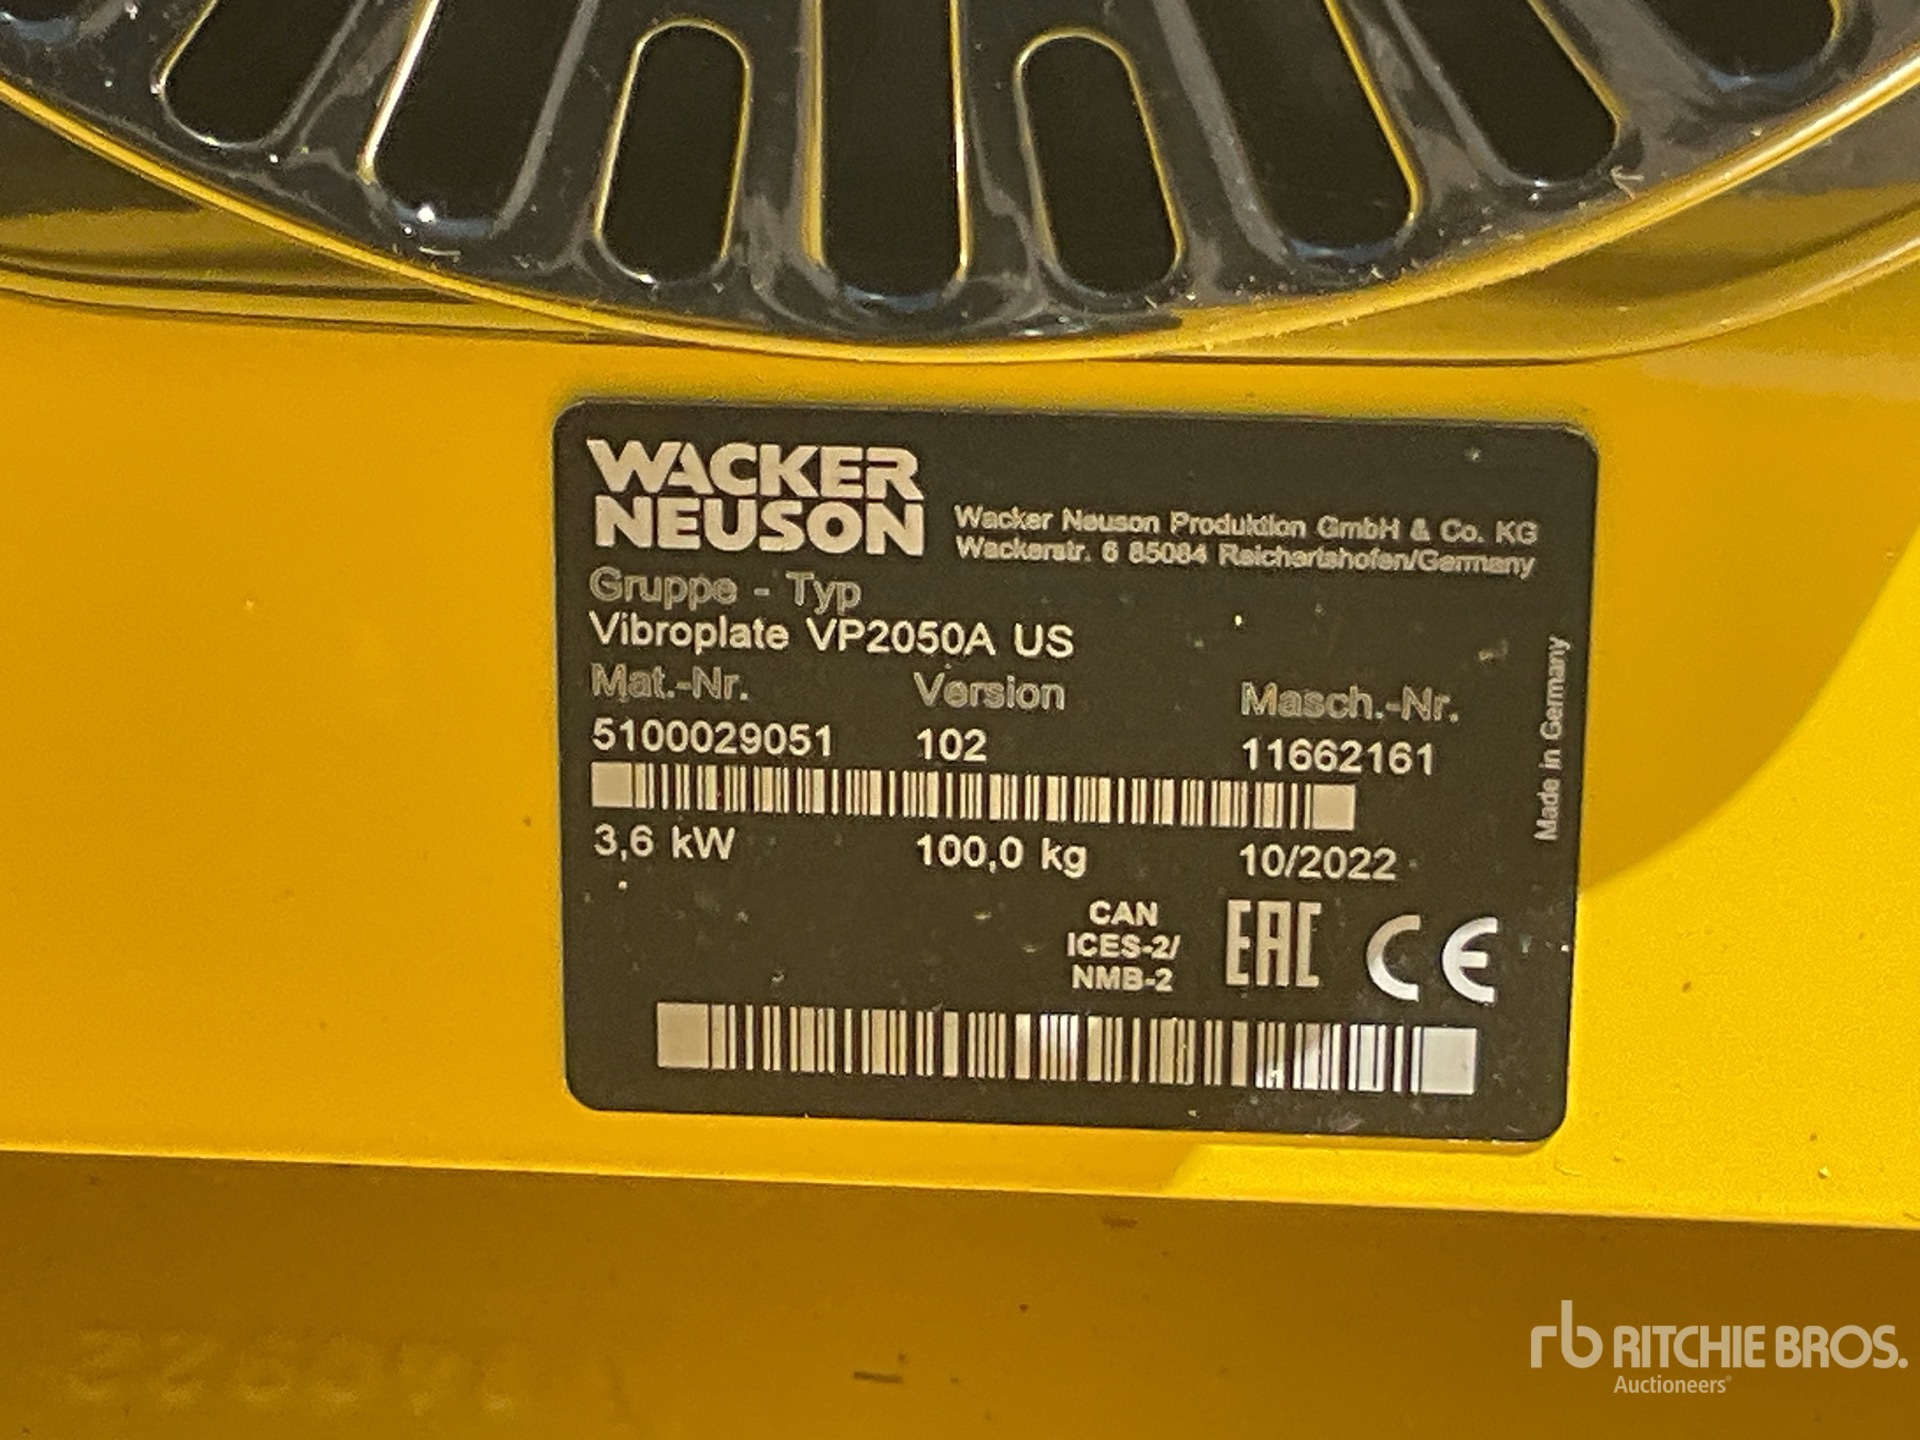 WACKER
NEUSON
Wacker Neuson Produktion GmbH & Co. KG
Wackerstr. 6 85084 Reichertshofen/Germany
Gruppe - Typ
Vibroplate VP2050A US
Mat.-Nr. Version Masch.-Nr.
5100029051 102 11662161
3,6 kW 100,0 kg 10/2022
CAN
ICES-2/
NMB-2
EAC CE
Made in Germany
rb RITCHIE BROS.
Auctioneers®